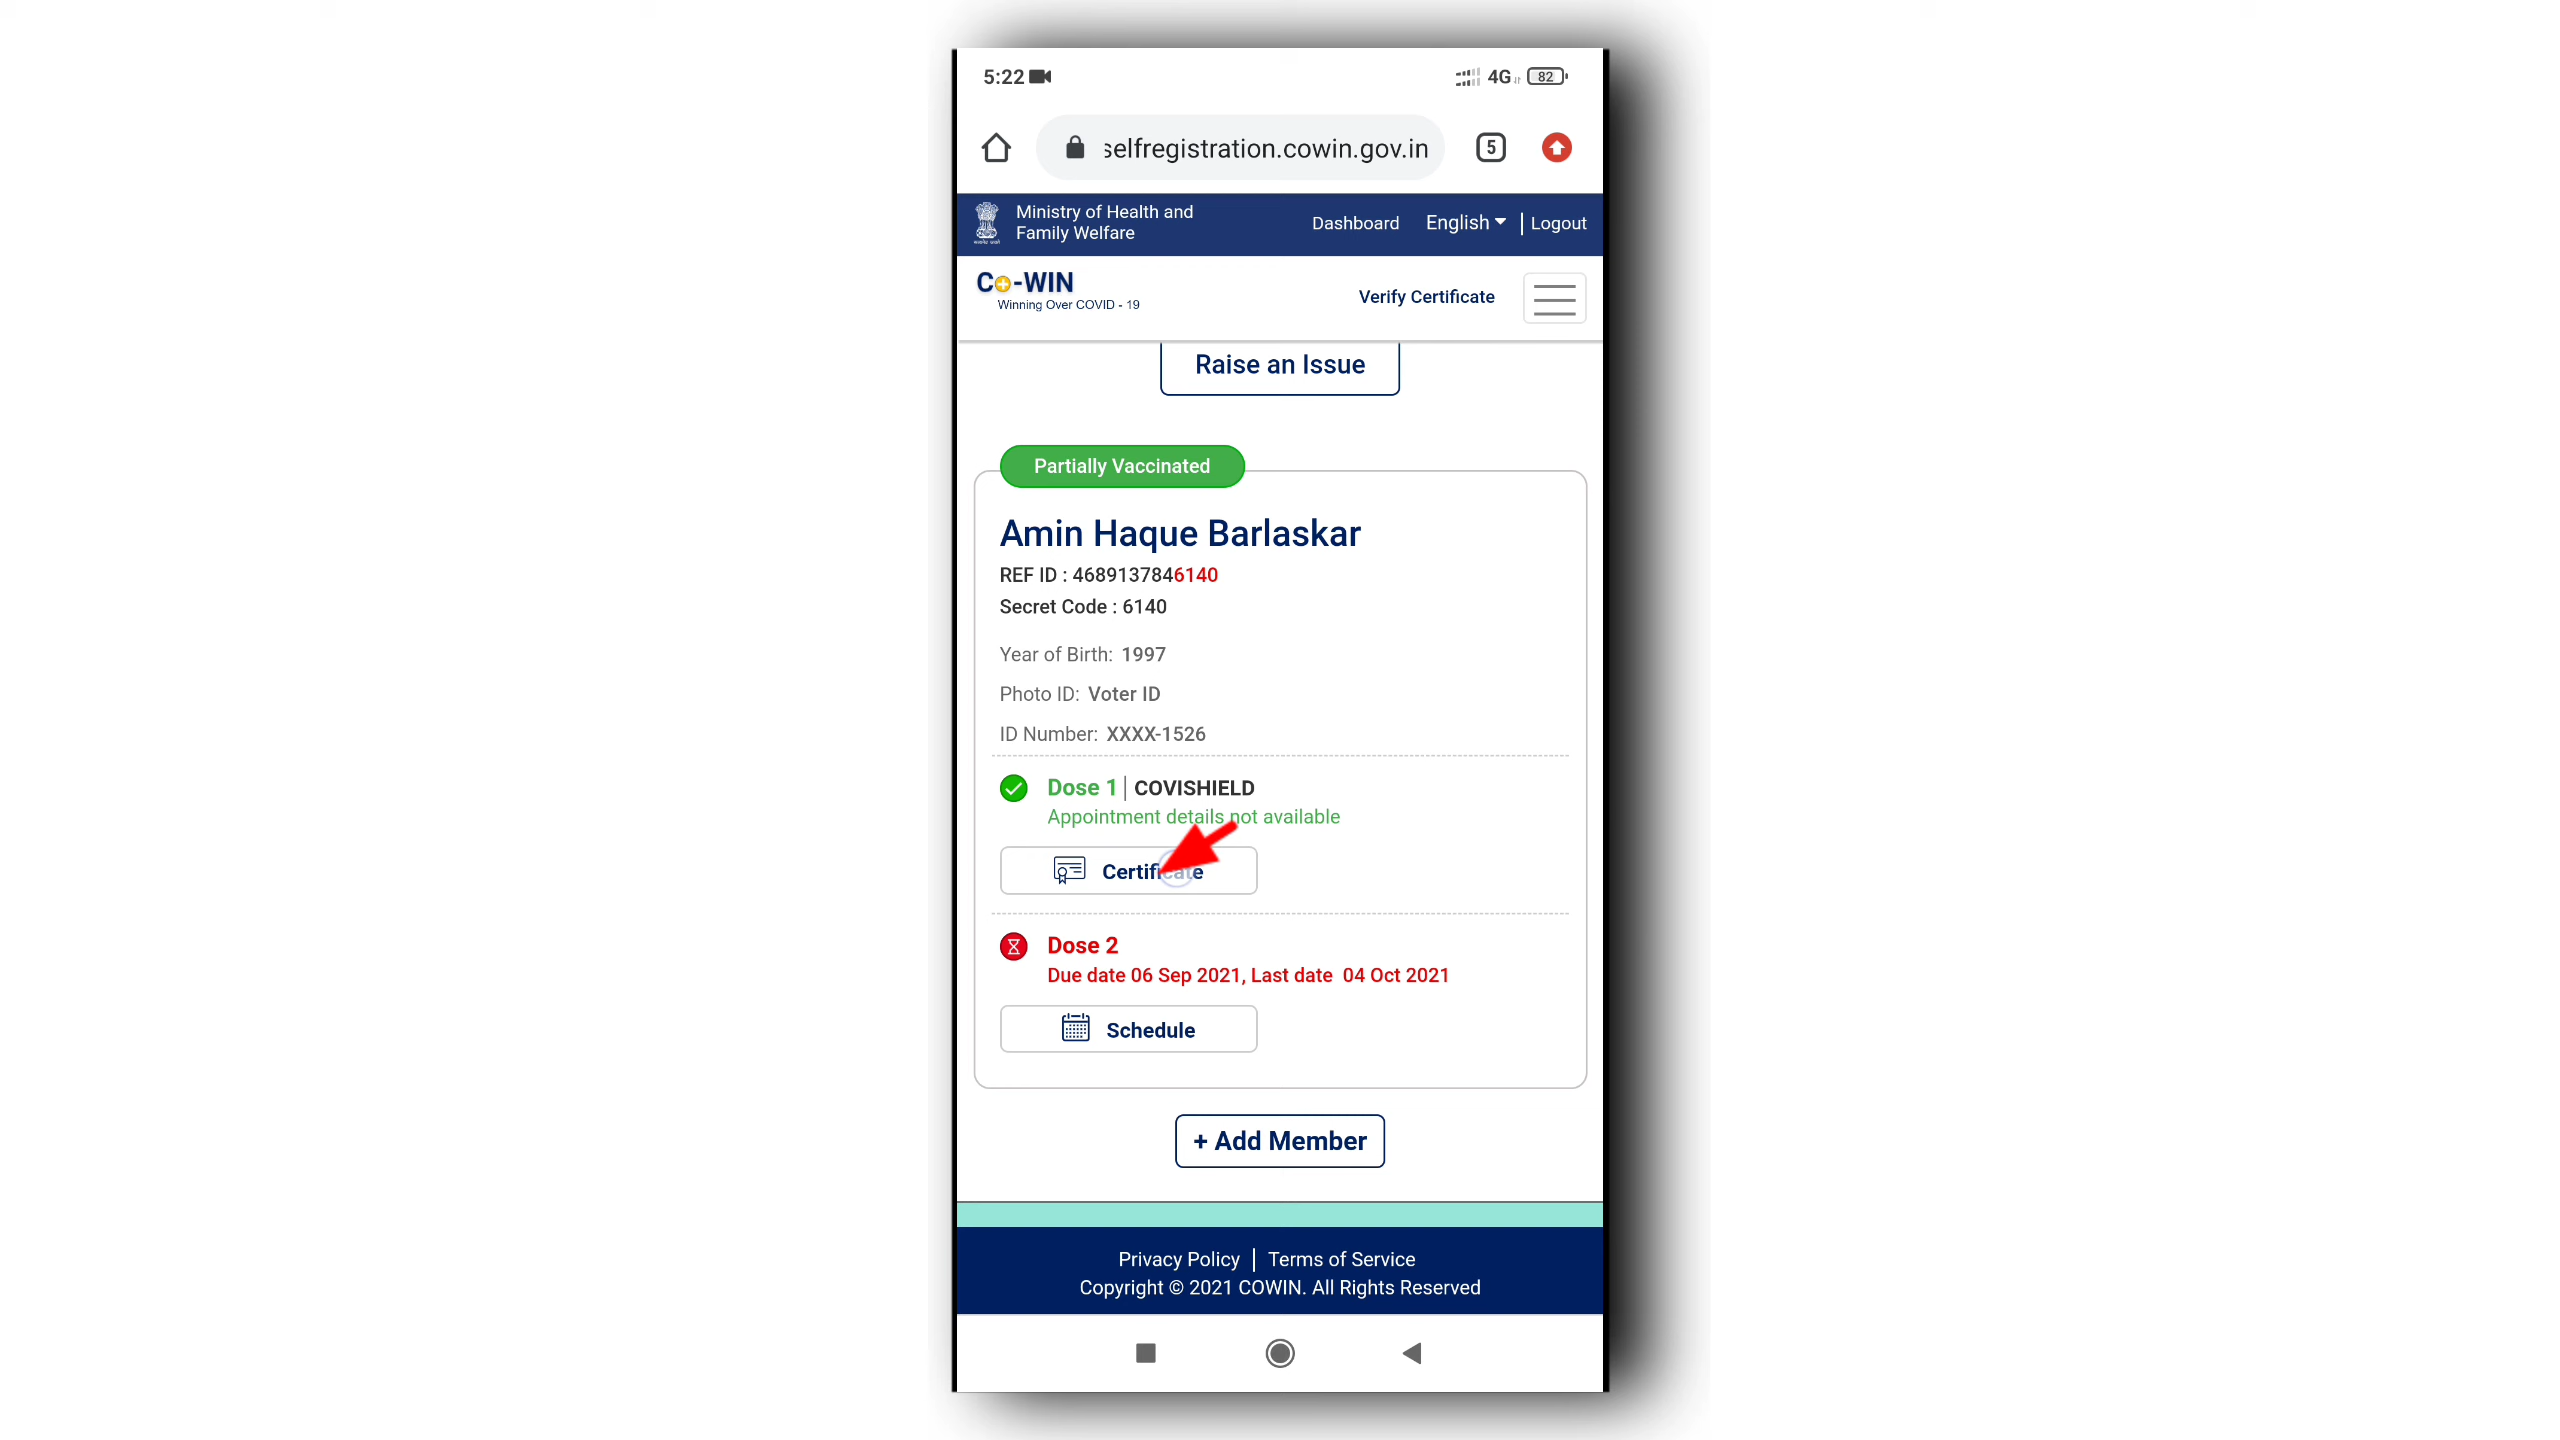 5:22
4G 82
selfregistration.cowin.gov.in
5
Ministry of Health and
Family Welfare
Dashboard English Logout
Co-WIN
Winning Over COVID - 19
Verify Certificate
Raise an Issue
Partially Vaccinated
Amin Haque Barlaskar
REF ID : 4689137846140
Secret Code : 6140
Year of Birth: 1997
Photo ID: Voter ID
ID Number: XXXX-1526
Dose 1 | COVISHIELD
Appointment details not available
Certificate
Dose 2
Due date 06 Sep 2021, Last date 04 Oct 2021
Schedule
+ Add Member
Privacy Policy | Terms of Service
Copyright © 2021 COWIN. All Rights Reserved